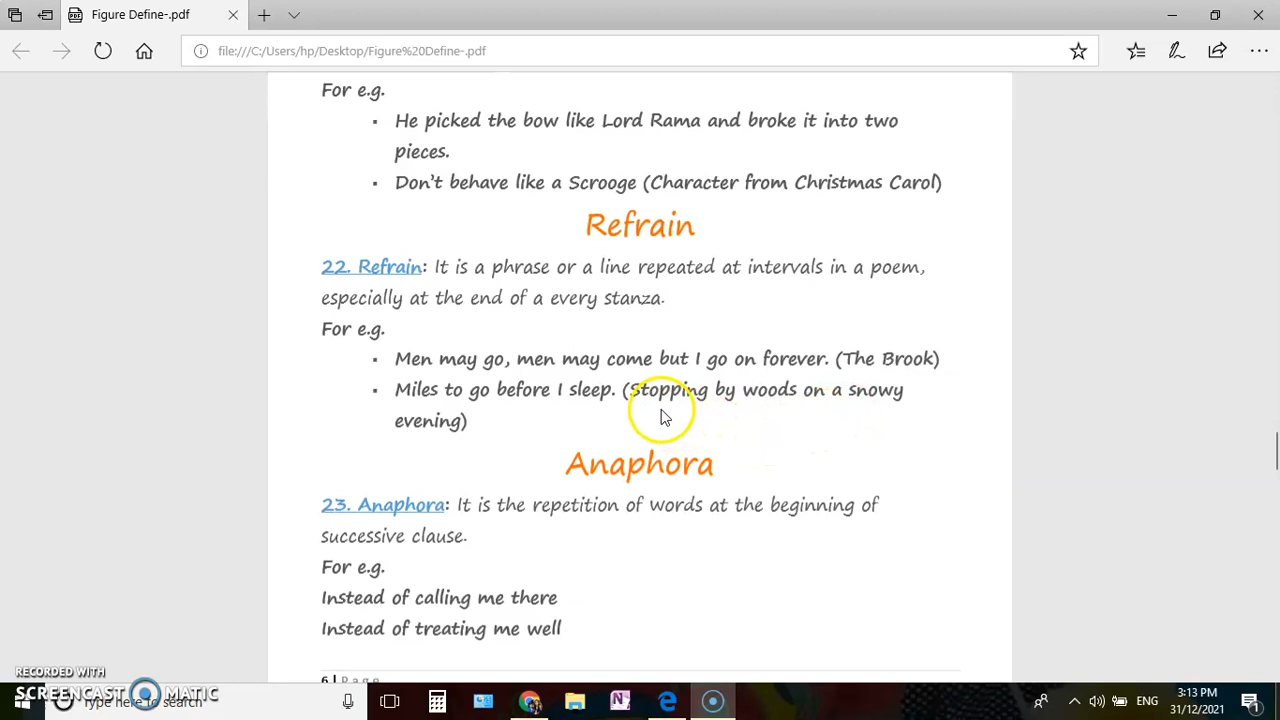 Figure Define-.pdf
file:///C:/Users/hp/Desktop/Figure%20Define-.pdf
For e.g.
▪ He picked the bow like Lord Rama and broke it into two
pieces.
▪ Don't behave like a Scrooge (Character from Christmas Carol)
Refrain
22. Refrain: It is a phrase or a line repeated at intervals in a poem,
especially at the end of a every stanza.
For e.g.
▪ Men may go, men may come but I go on forever. (The Brook)
▪ Miles to go before I sleep. (Stopping by woods on a snowy
evening)
Anaphora
23. Anaphora: It is the repetition of words at the beginning of
successive clause.
For e.g.
Instead of calling me there
Instead of treating me well
6 | Page
RECORDED WITH
SCREENCAST MATIC
Type here to search
3:13 PM
31/12/2021
1